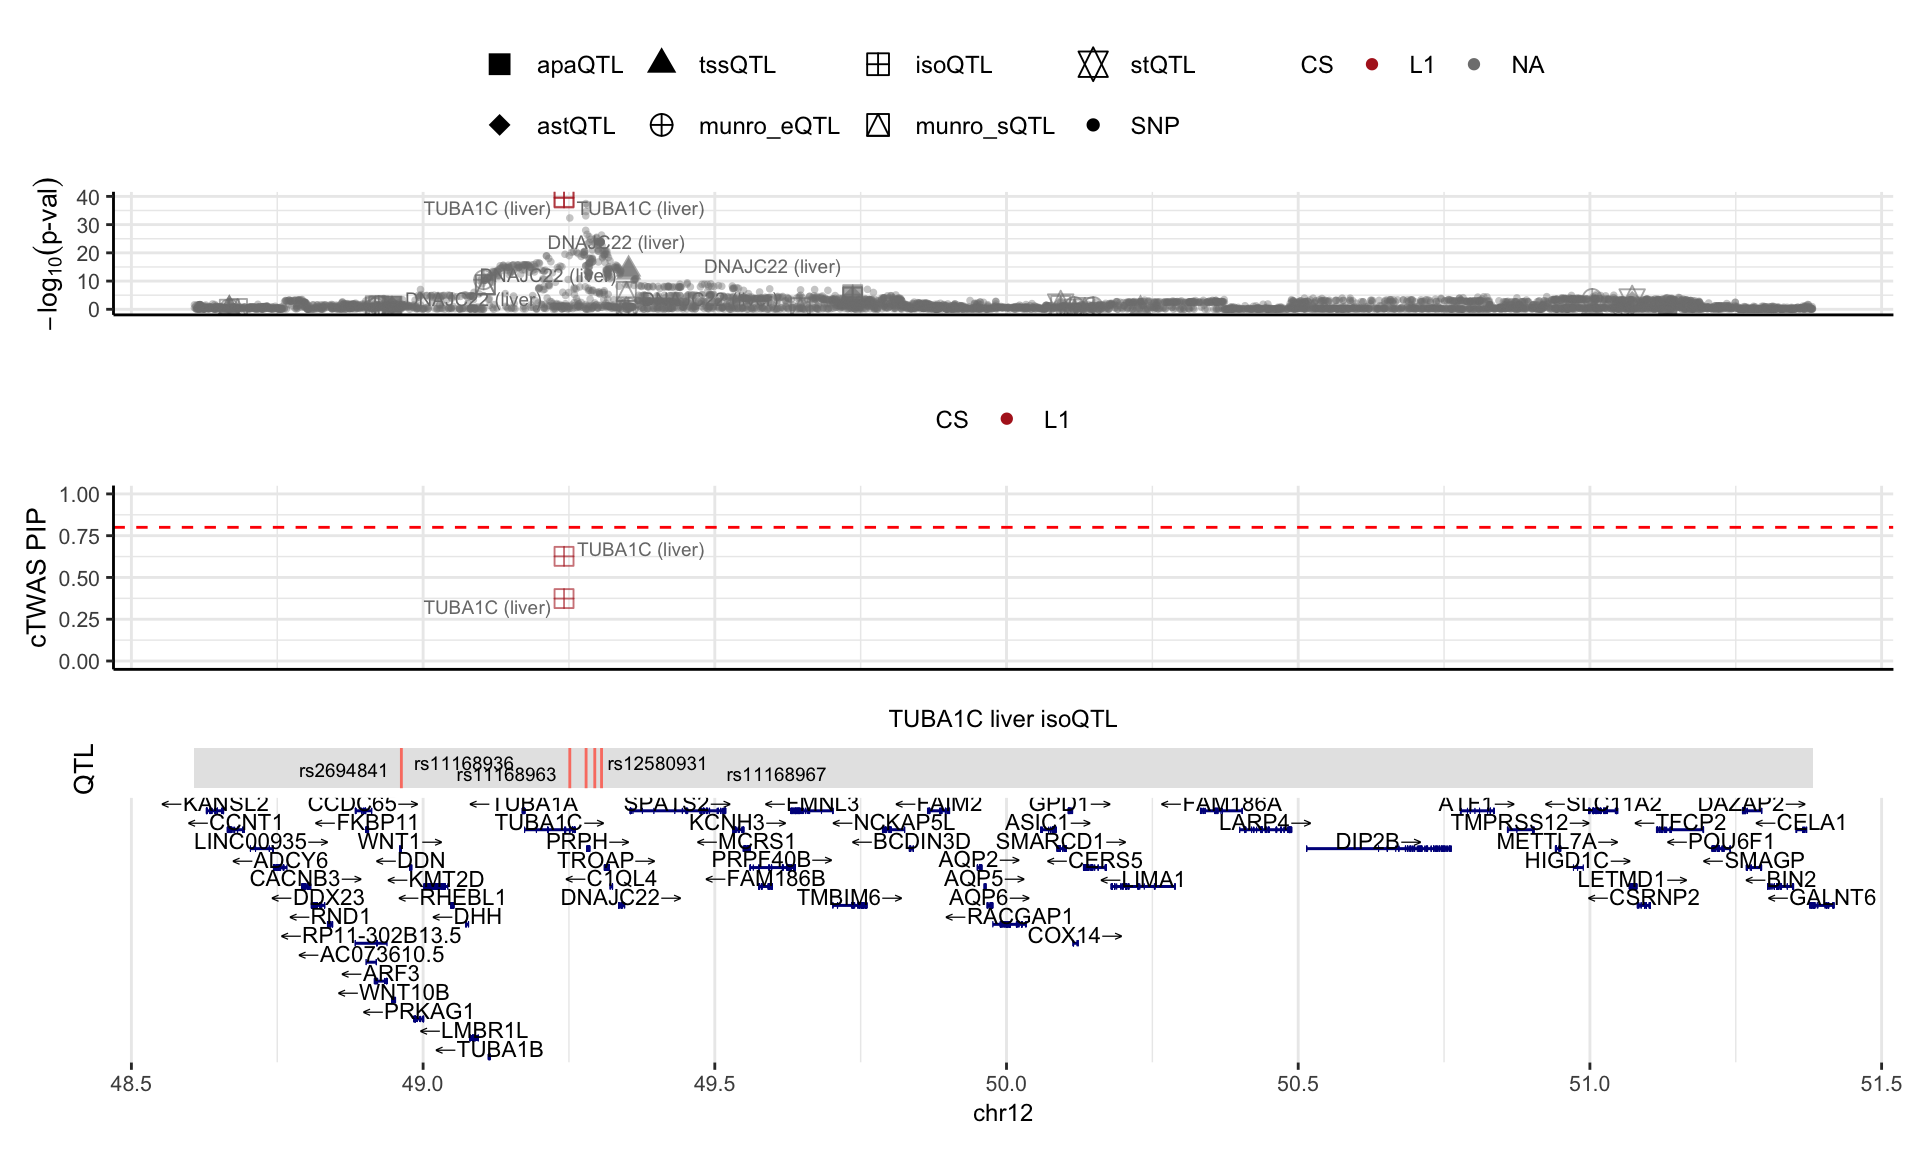 apaQTL tssQTL isoQTL stQTL CS L1 NA
astQTL munro_eQTL munro_sQTL SNP
−log10(p-val)
40
30
20
10
0
TUBA1C (liver) TUBA1C (liver)
DNAJC22 (liver)
DNAJC22 (liver)
DNAJC22 (liver)
DNAJC22 (liver)
DNAJC22 (liver)
CS L1
cTWAS PIP
1.00
0.75
0.50
0.25
0.00
TUBA1C (liver)
TUBA1C (liver)
TUBA1C liver isoQTL
QTL
rs2694841 rs11168936 rs11168963 rs12580931 rs11168967
←KANSL2 CCDC65→ ←TUBA1A SPATS2→ ←FMNL3 ←FAIM2 GPD1→ ←FAM186A ATF1→ ←SLC11A2 DAZAP2→
←CCNT1 ←FKBP11 TUBA1C→ KCNH3→ ←NCKAP5L ASIC1→ LARP4→ TMPRSS12→ ←TFCP2 ←CELA1
LINC00935→ WNT1→ PRPH→ ←MCRS1 ←BCDIN3D SMARCD1→ DIP2B→ METTL7A→ ←POU6F1
←ADCY6 ←DDN TROAP→ PRPF40B→ AQP2→ ←CERS5 HIGD1C→ ←SMAGP
CACNB3→ ←KMT2D ←C1QL4 ←FAM186B AQP5→ ←LIMA1 LETMD1→ ←BIN2
←DDX23 ←RHEBL1 DNAJC22→ TMBIM6→ AQP6→ ←CSRNP2 ←GALNT6
←RND1 ←DHH ←RACGAP1
←RP11-302B13.5 COX14→
←AC073610.5
←ARF3
←WNT10B
←PRKAG1
←LMBR1L
←TUBA1B
48.5 49.0 49.5 50.0 50.5 51.0 51.5
chr12